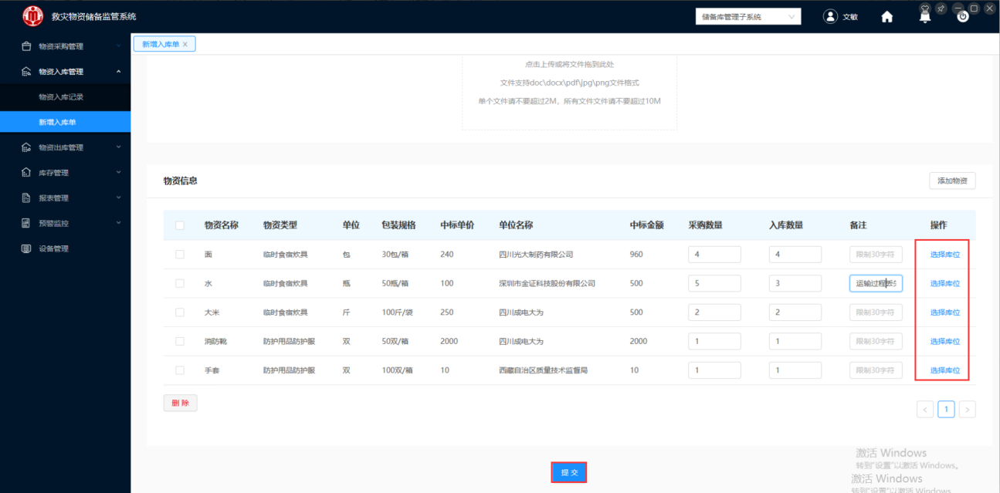 救灾物资储备监管系统
储备库管理子系统
文敏
物资采购管理
物资入库管理
物资入库记录
新增入库单
物资出库管理
库存管理
报表管理
预警监控
设备管理
新增入库单 ×
点击上传或将文件拖到此处
文件支持doc\docx\pdf\jpg\png文件格式
单个文件请不要超过2M，所有文件文件请不要超过10M
物资信息
添加物资
物资名称 物资类型 单位 包装规格 中标单价 单位名称 中标金额 采购数量 入库数量 备注 操作
面 临时食宿炊具 包 30包/箱 240 四川光大制药有限公司 960 4 4 限制30字符 选择库位
水 临时食宿炊具 瓶 50瓶/箱 100 深圳市金证科技股份有限公司 500 5 3 运输过程丢 选择库位
大米 临时食宿炊具 斤 100斤/袋 250 四川成电大为 500 2 2 限制30字符 选择库位
消防靴 防护用品防护服 双 50双/箱 2000 四川成电大为 2000 1 1 限制30字符 选择库位
手套 防护用品防护服 双 100双/箱 10 西藏自治区质量技术监督局 10 1 1 限制30字符 选择库位
删 除
< 1 >
提 交
激活 Windows
转到"设置"以激活 Windows。
激活 Windows
转到"设置"以激活 Windows